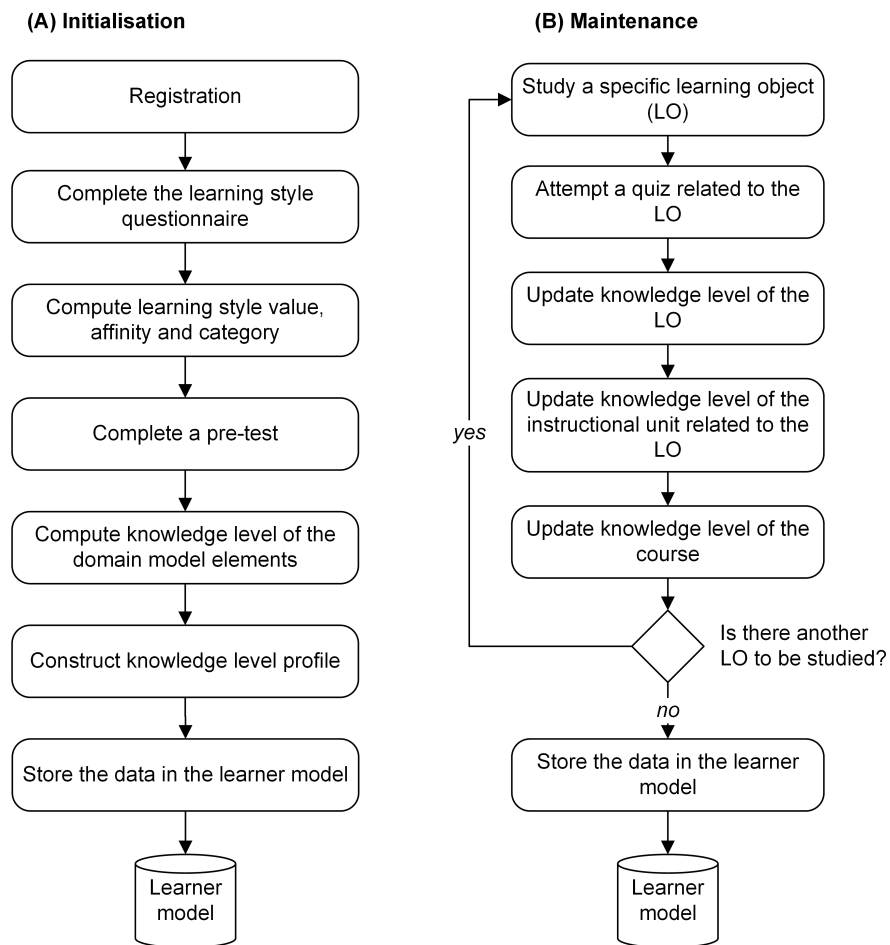 (A) Initialisation
Registration
Complete the learning style
questionnaire
Compute learning style value,
affinity and category
Complete a pre-test
Compute knowledge level of the
domain model elements
Construct knowledge level profile
Store the data in the learner model
Learner
model
(B) Maintenance
Study a specific learning object
(LO)
Attempt a quiz related to the
LO
Update knowledge level of the
LO
Update knowledge level of the
instructional unit related to the
LO
Update knowledge level of the
course
Is there another
LO to be studied?
yes
no
Store the data in the learner
model
Learner
model